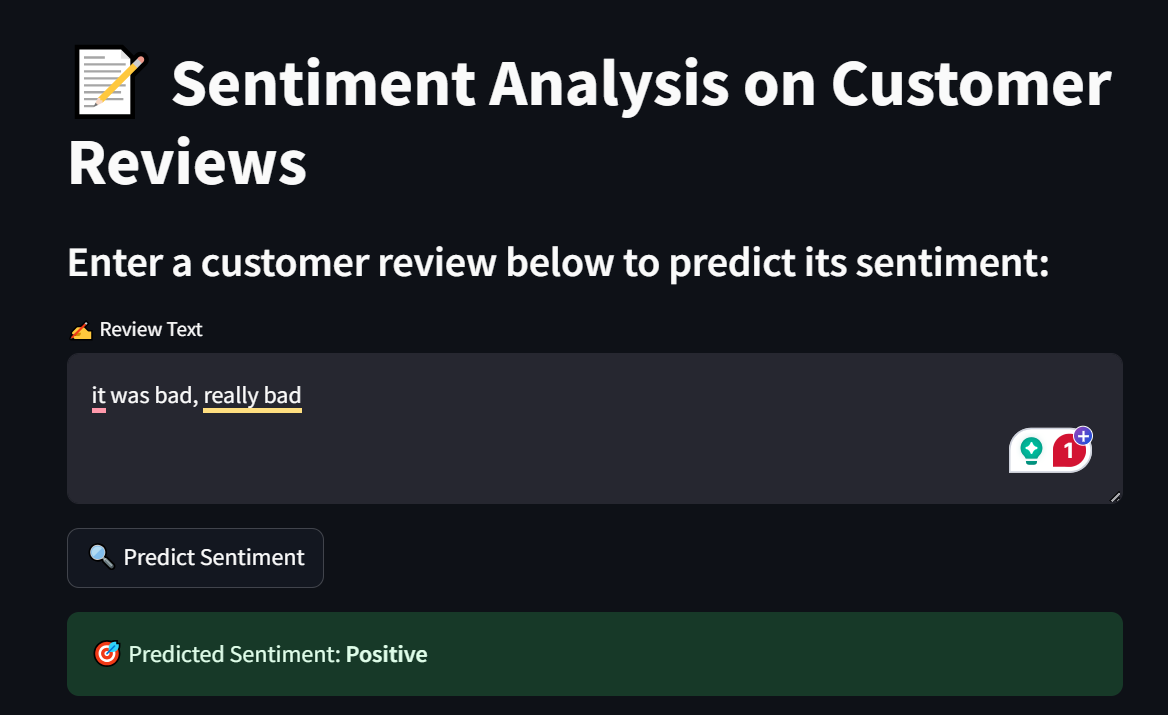 📝 Sentiment Analysis on Customer
Reviews
Enter a customer review below to predict its sentiment:
✍️ Review Text
it was bad, really bad
1
🔍 Predict Sentiment
🎯 Predicted Sentiment: Positive